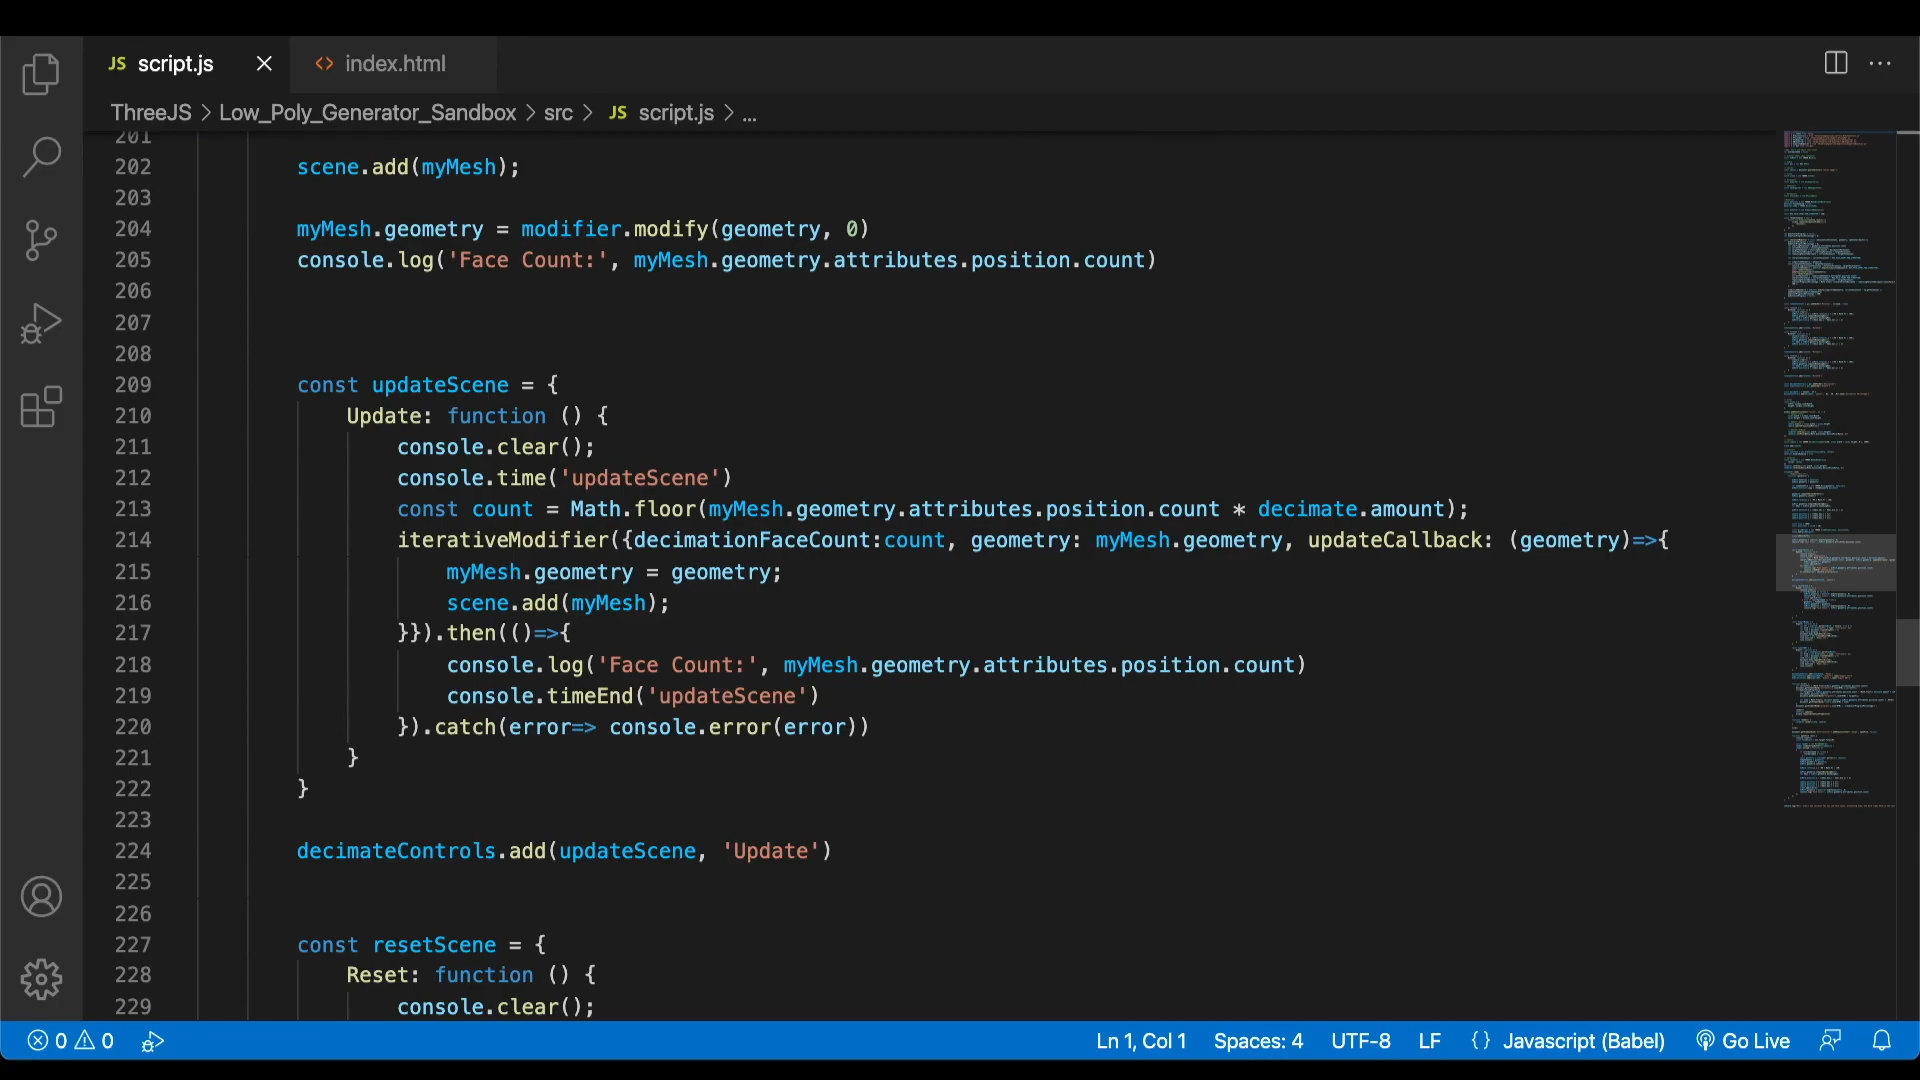 JS script.js
<> index.html
ThreeJS > Low_Poly_Generator_Sandbox > src > JS script.js > ...
201
202 scene.add(myMesh);
203
204 myMesh.geometry = modifier.modify(geometry, 0)
205 console.log('Face Count:', myMesh.geometry.attributes.position.count)
206
207
208
209 const updateScene = {
210 Update: function () {
211 console.clear();
212 console.time('updateScene')
213 const count = Math.floor(myMesh.geometry.attributes.position.count * decimate.amount);
214 iterativeModifier({decimationFaceCount:count, geometry: myMesh.geometry, updateCallback: (geometry)=>{
215 myMesh.geometry = geometry;
216 scene.add(myMesh);
217 }}).then(()=>{
218 console.log('Face Count:', myMesh.geometry.attributes.position.count)
219 console.timeEnd('updateScene')
220 }).catch(error=> console.error(error))
221 }
222 }
223
224 decimateControls.add(updateScene, 'Update')
225
226
227 const resetScene = {
228 Reset: function () {
229 console.clear();
0 0 Ln 1, Col 1 Spaces: 4 UTF-8 LF {} Javascript (Babel) Go Live